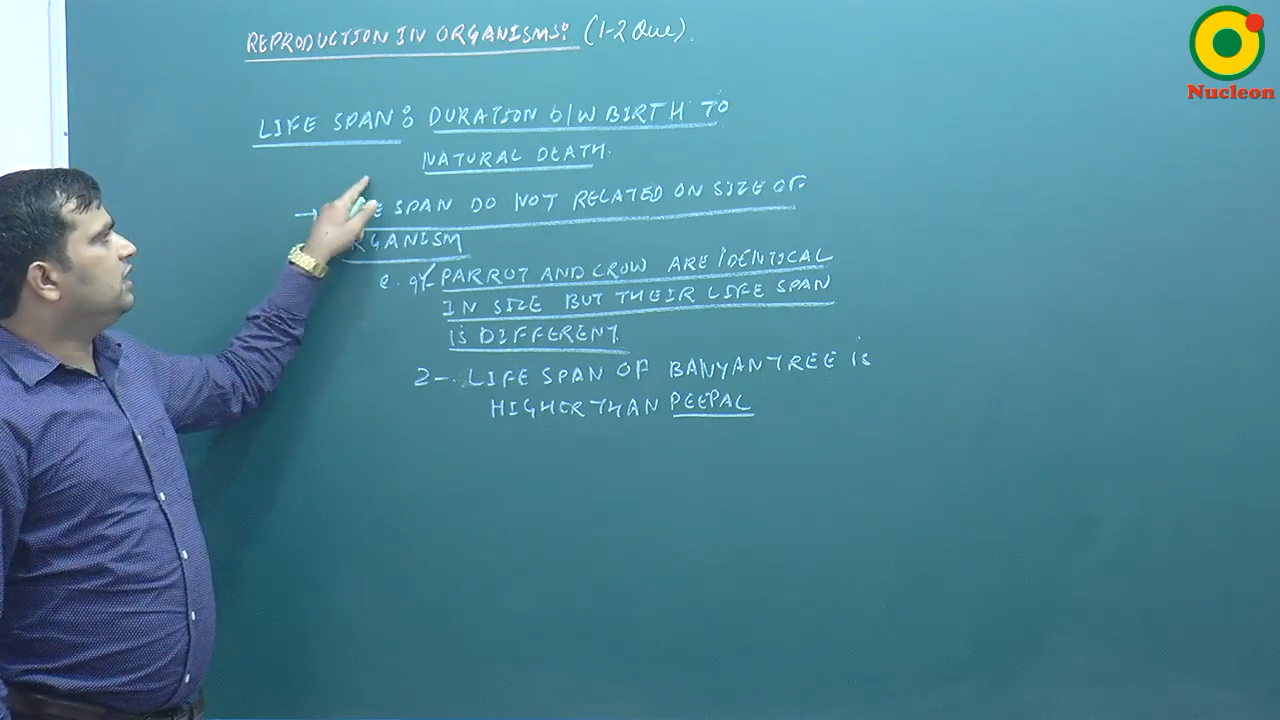 REPRODUCTION IN ORGANISMS: (1-2 Que).
Nucleon
LIFE SPAN: DURATION b/w BIRTH TO
NATURAL DEATH.
→ SPAN DO NOT RELATED ON SIZE OF
RGANISM
e.g. PARROT AND CROW ARE IDENTICAL
IN SIZE BUT THEIR LIFE SPAN
IS DIFFERENT
2- LIFE SPAN OF BANYAN TREE IS
HIGHER THAN PEEPAL